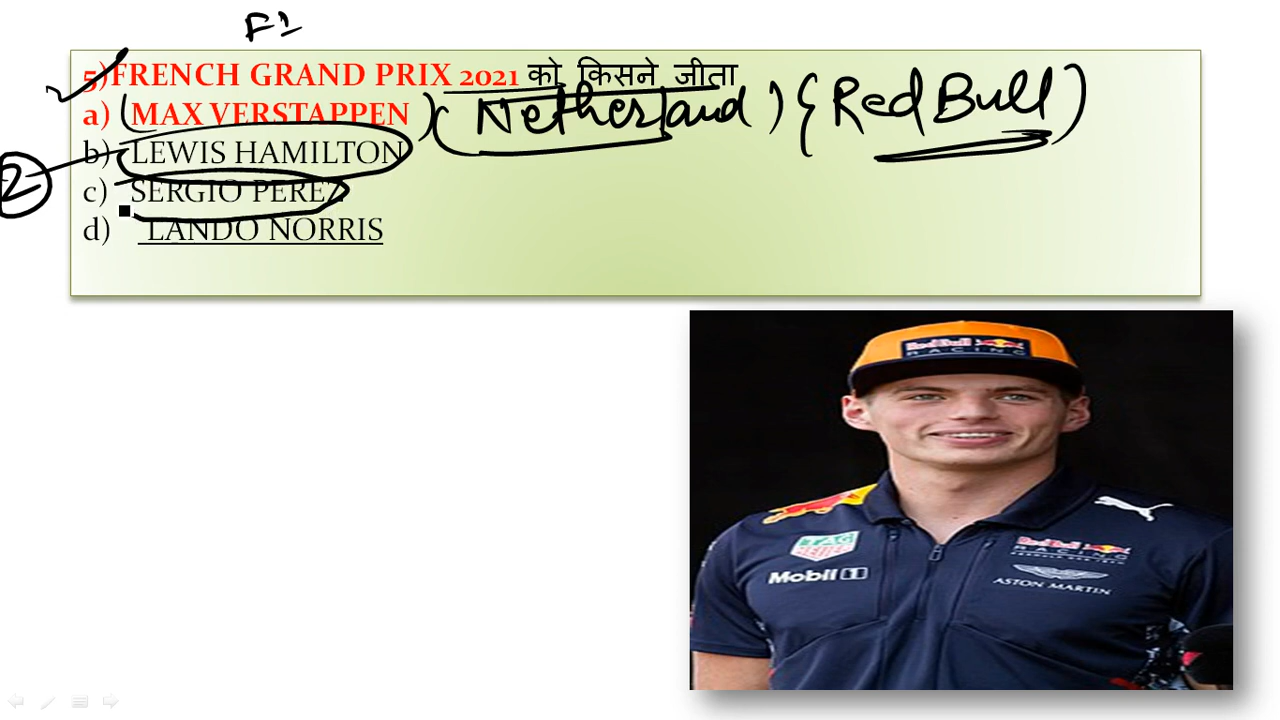 F1
5)FRENCH GRAND PRIX 2021 को किसने जीता
a) (MAX VERSTAPPEN) (Netherland) {Red Bull}
2 b) LEWIS HAMILTON
c) SERGIO PEREZ
d) LANDO NORRIS
Red Bull
RACING
TAG
HEUER
Mobil 1
Red Bull
RACING
ASTON MARTIN